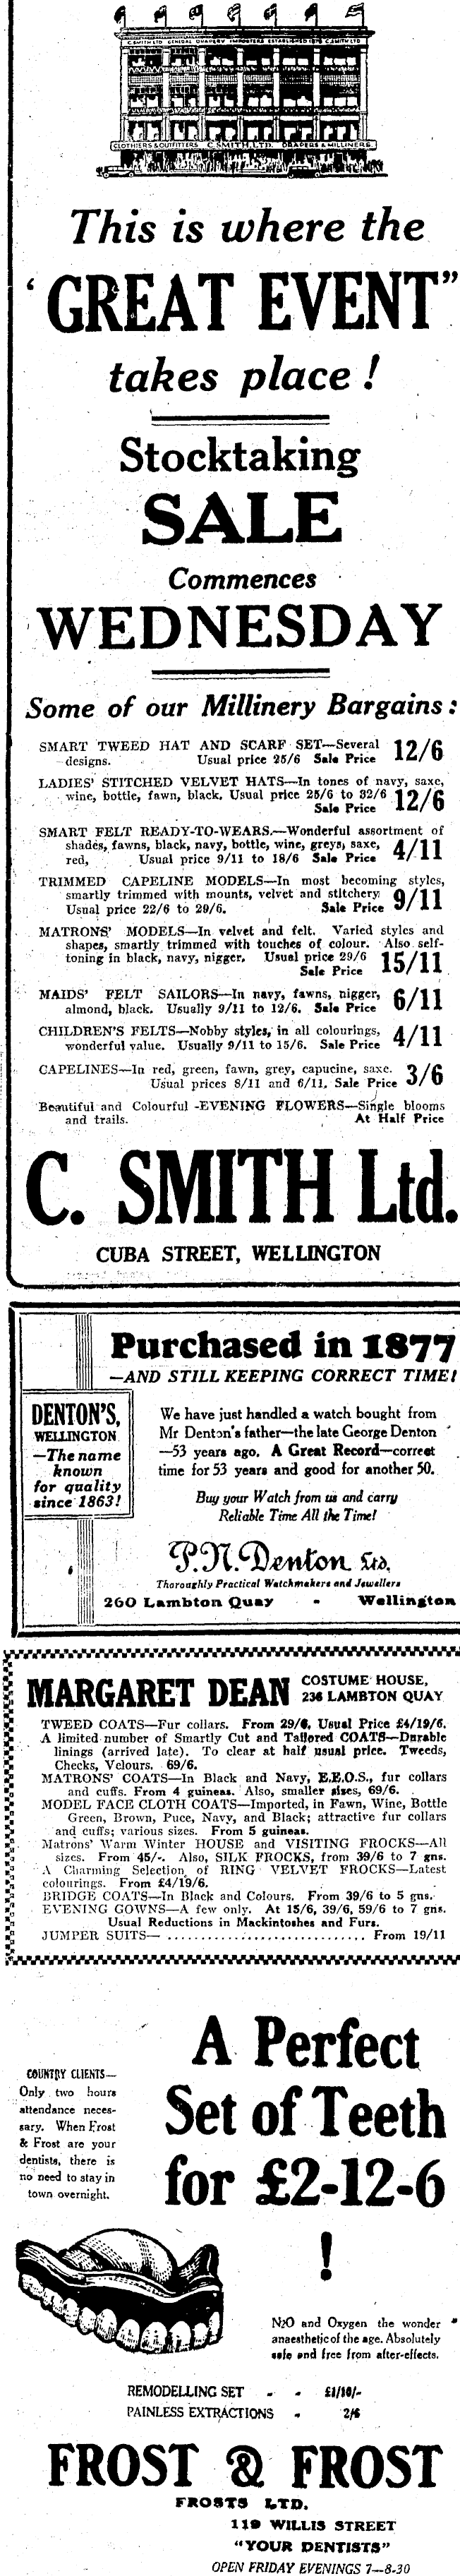 C. SMITH LTD GENERAL DRAPERY IMPORTERS ESTABLISHED C. SMITH LTD
CLOTHIERS & OUTFITTERS C. SMITH, LTD. DRAPERS & MILLINERS
This is where the
‘GREAT EVENT”
takes place !
Stocktaking
SALE
Commences
WEDNESDAY
Some of our Millinery Bargains :
SMART TWEED HAT AND SCARF SET—Several
designs. Usual price 25/6 Sale Price 12/6
LADIES' STITCHED VELVET HATS—In tones of navy, saxe,
wine, bottle, fawn, black. Usual price 25/6 to 32/6
Sale Price 12/6
SMART FELT READY-TO-WEARS.—Wonderful assortment of
shades, fawns, black, navy, bottle, wine, greys, saxe,
red, Usual price 9/11 to 18/6 Sale Price 4/11
TRIMMED CAPELINE MODELS—In most becoming styles,
smartly trimmed with mounts, velvet and stitchery
Usual price 22/6 to 29/6. Sale Price 9/11
MATRONS' MODELS—In velvet and felt. Varied styles and
shapes, smartly trimmed with touches of colour. Also self-
toning in black, navy, nigger. Usual price 29/6
Sale Price 15/11
MAIDS' FELT SAILORS—In navy, fawns, nigger,
almond, black. Usually 9/11 to 12/6. Sale Price 6/11
CHILDREN'S FELTS—Nobby styles, in all colourings,
wonderful value. Usually 9/11 to 15/6. Sale Price 4/11
CAPELINES—In red, green, fawn, grey, capucine, saxe.
Usual prices 8/11 and 6/11. Sale Price 3/6
Beautiful and Colourful -EVENING FLOWERS—Single blooms
and trails. At Half Price
C. SMITH Ltd.
CUBA STREET, WELLINGTON
Purchased in 1877
—AND STILL KEEPING CORRECT TIME!
DENTON'S,
WELLINGTON
—The name
known
for quality
since 1863!
We have just handled a watch bought from
Mr Denton's father—the late George Denton
—53 years ago. A Great Record—correct
time for 53 years and good for another 50.
Buy your Watch from us and carry
Reliable Time All the Time!
P.N. Denton Ltd,
Thoroughly Practical Watchmakers and Jewellers
260 Lambton Quay - Wellington
MARGARET DEAN COSTUME HOUSE,
236 LAMBTON QUAY
TWEED COATS—Fur collars. From 29/6, Usual Price £4/19/6.
A limited number of Smartly Cut and Tailored COATS—Durable
linings (arrived late). To clear at half usual price. Tweeds,
Checks, Velours. 69/6.
MATRONS' COATS—In Black and Navy, E.E.O.S., fur collars
and cuffs. From 4 guineas. Also, smaller sizes, 69/6.
MODEL FACE CLOTH COATS—Imported, in Fawn, Wine, Bottle
Green, Brown, Puce, Navy, and Black; attractive fur collars
and cuffs; various sizes. From 5 guineas.
Matrons' Warm Winter HOUSE and VISITING FROCKS—All
sizes. From 45/-. Also, SILK FROCKS, from 39/6 to 7 gns.
A Charming Selection of RING VELVET FROCKS—Latest
colourings. From £4/19/6.
BRIDGE COATS—In Black and Colours. From 39/6 to 5 gns.
EVENING GOWNS—A few only. At 15/6, 39/6, 59/6 to 7 gns.
Usual Reductions in Mackintoshes and Furs.
JUMPER SUITS— .............................. From 19/11
A Perfect
Set of Teeth
for £2-12-6
!
COUNTRY CLIENTS—
Only two hours
attendance neces-
sary. When Frost
& Frost are your
dentists, there is
no need to stay in
town overnight.
N2O and Oxygen the wonder
anaesthetic of the age. Absolutely
safe and free from after-effects.
REMODELLING SET - - £1/10/-
PAINLESS EXTRACTIONS - 2/6
FROST & FROST
FROSTS LTD.
119 WILLIS STREET
“YOUR DENTISTS”
OPEN FRIDAY EVENINGS 7—8-30